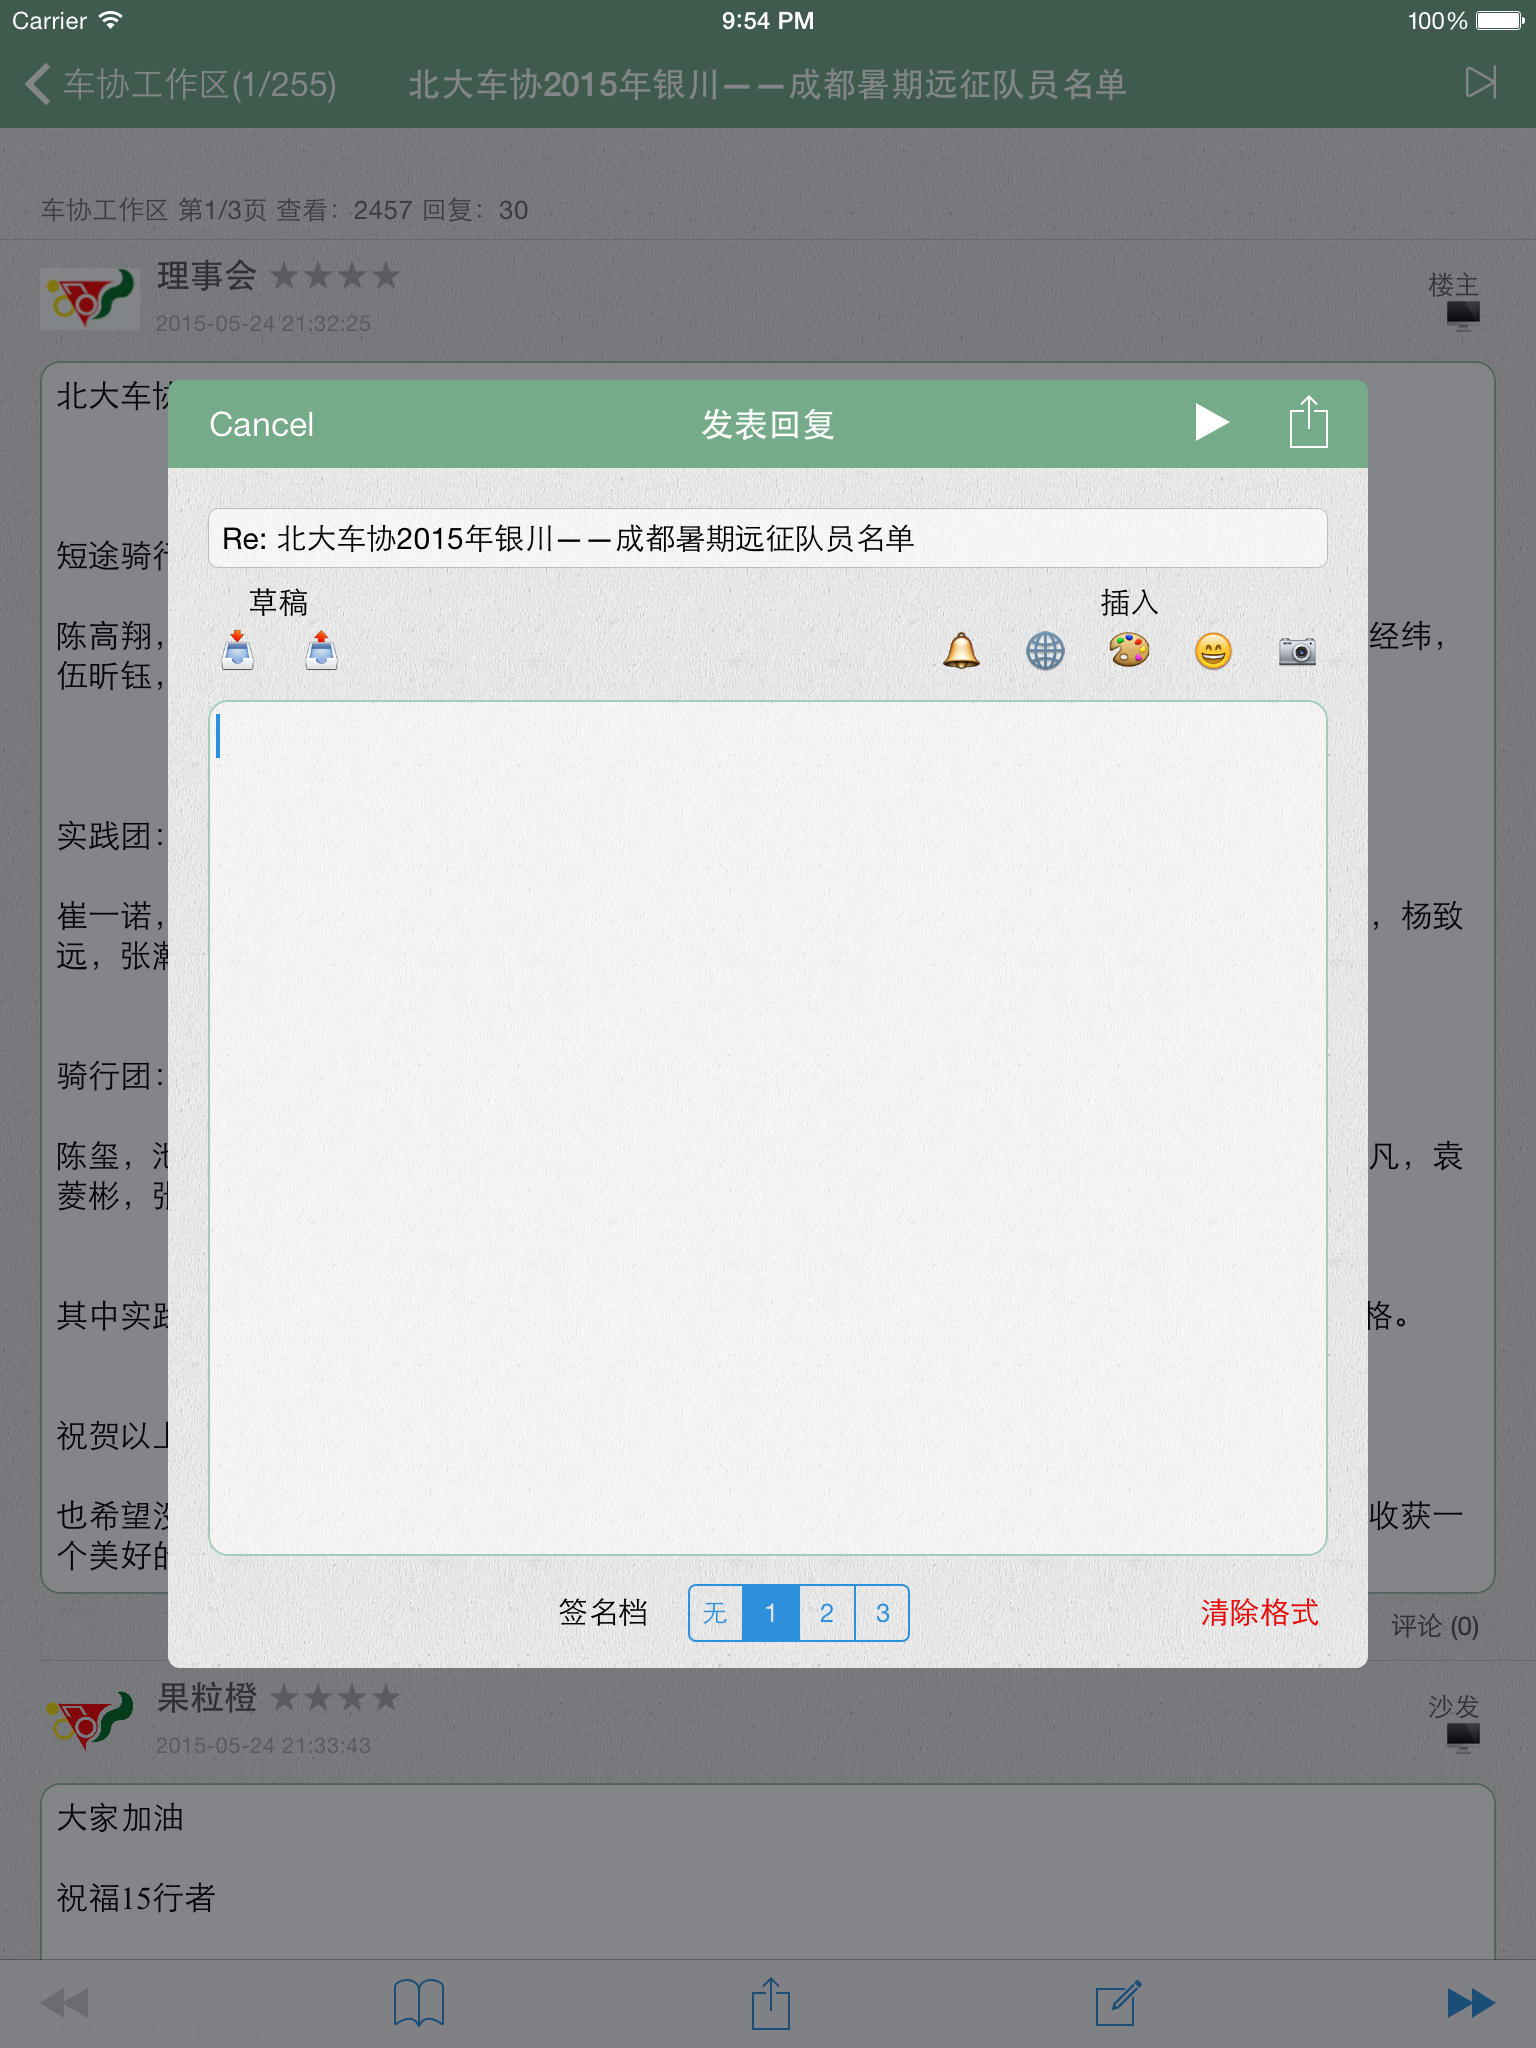 Carrier 9:54 PM 100%
车协工作区(1/255) 北大车协2015年银川——成都暑期远征队员名单
车协工作区 第1/3页 查看：2457 回复：30
理事会 ★★★★
楼主
2015-05-24 21:32:25
北大车
Cancel 发表回复
短途骑
Re: 北大车协2015年银川——成都暑期远征队员名单
草稿 插入
陈高翔， 经纬，
伍昕钰，
实践团：
崔一诺， ，杨致
远，张
骑行团：
陈玺， 凡，袁
菱彬，
其中实 格。
祝贺以
也希望 收获一
个美好
签名档 无 1 2 3 清除格式
评论 (0)
果粒橙 ★★★★
沙发
2015-05-24 21:33:43
大家加油
祝福15行者